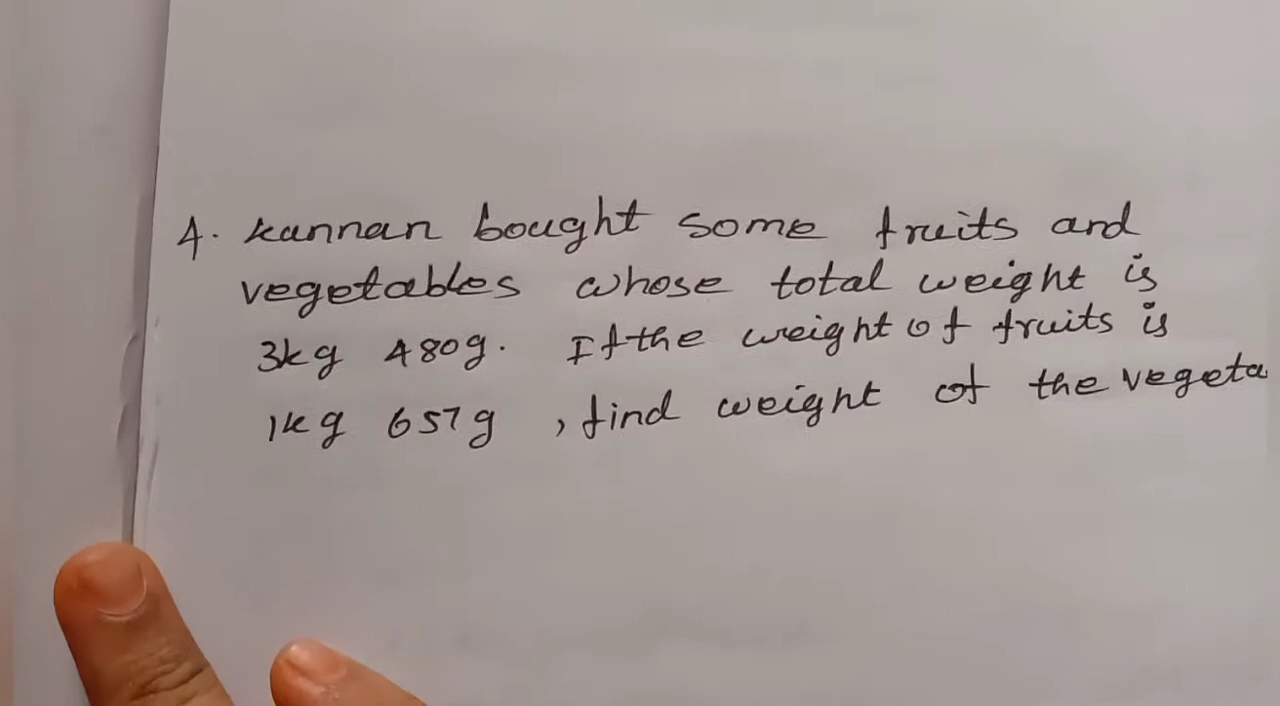 4. kannan bought some fruits and
vegetables whose total weight is
3kg 480g. If the weight of fruits is
1kg 657g , find weight of the vegeta